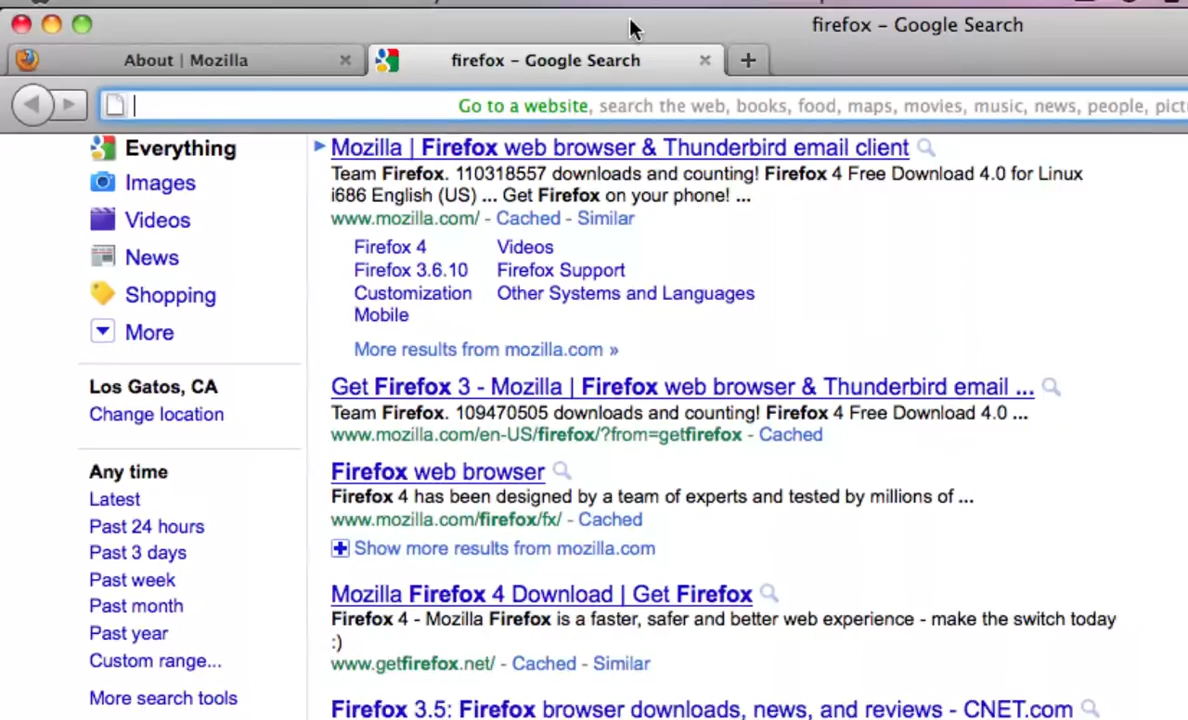 firefox – Google Search
About | Mozilla
firefox – Google Search
Go to a website, search the web, books, food, maps, movies, music, news, people, pict
Everything
Images
Videos
News
Shopping
More
Los Gatos, CA
Change location
Any time
Latest
Past 24 hours
Past 3 days
Past week
Past month
Past year
Custom range...
More search tools
Mozilla | Firefox web browser & Thunderbird email client
Team Firefox. 110318557 downloads and counting! Firefox 4 Free Download 4.0 for Linux
i686 English (US) ... Get Firefox on your phone! ...
www.mozilla.com/ - Cached - Similar
Firefox 4 Videos
Firefox 3.6.10 Firefox Support
Customization Other Systems and Languages
Mobile
More results from mozilla.com »
Get Firefox 3 - Mozilla | Firefox web browser & Thunderbird email ...
Team Firefox. 109470505 downloads and counting! Firefox 4 Free Download 4.0 ...
www.mozilla.com/en-US/firefox/?from=getfirefox - Cached
Firefox web browser
Firefox 4 has been designed by a team of experts and tested by millions of ...
www.mozilla.com/firefox/fx/ - Cached
Show more results from mozilla.com
Mozilla Firefox 4 Download | Get Firefox
Firefox 4 - Mozilla Firefox is a faster, safer and better web experience - make the switch today
:)
www.getfirefox.net/ - Cached - Similar
Firefox 3.5: Firefox browser downloads, news, and reviews - CNET.com